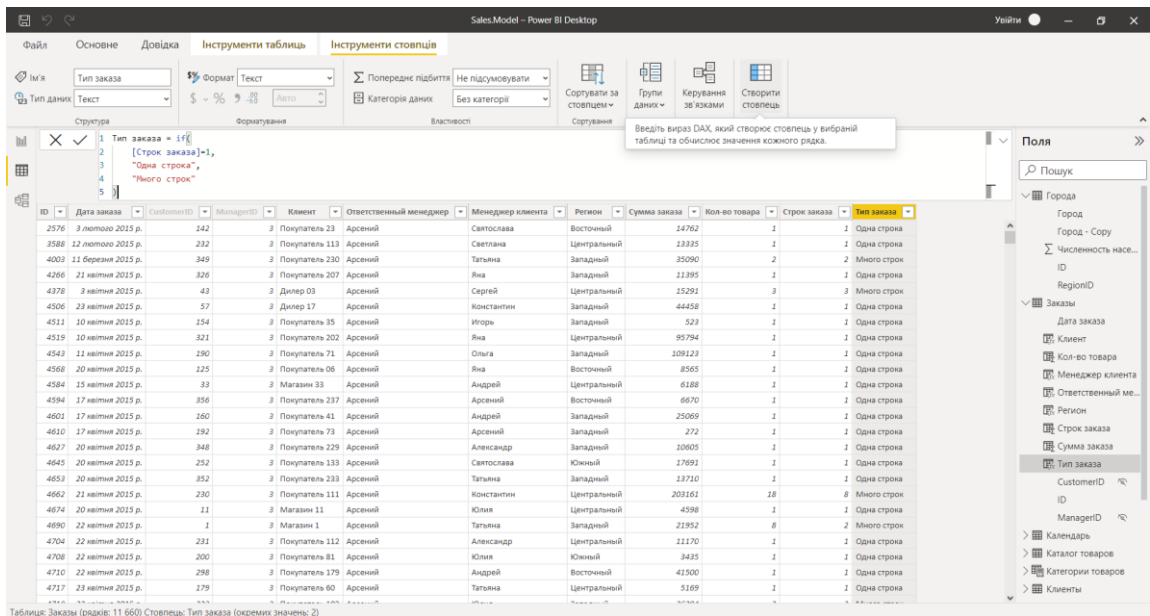 Sales.Model – Power BI Desktop
Увійти
Файл Основне Довідка Інструменти таблиць Інструменти стовпців
Ім'я Тип заказа
Тип даних Текст
Структура
Формат Текст
$ % Авто
Форматування
Попереднє підбиття Не підсумовувати
Категорія даних Без категорії
Властивості
Сортувати за стовпцем
Сортування
Групи даних
Керування зв'язками
Створити стовпець
Введіть вираз DAX, який створює стовпець у вибраній
таблиці та обчислює значення кожного рядка.
1 Тип заказа = if(
2 [Строк заказа]=1,
3 "Одна строка",
4 "Много строк"
5 )
ID Дата заказа CustomerID ManagerID Клиент Ответственный менеджер Менеджер клиента Регион Сумма заказа Кол-во товара Строк заказа Тип заказа
2576 3 лютого 2015 р. 142 3 Покупатель 23 Арсений Святослава Восточный 14762 1 1 Одна строка
3588 12 лютого 2015 р. 232 3 Покупатель 113 Арсений Светлана Центральный 13335 1 1 Одна строка
4003 11 березня 2015 р. 349 3 Покупатель 230 Арсений Татьяна Западный 35090 2 2 Много строк
4266 21 квітня 2015 р. 326 3 Покупатель 207 Арсений Яна Западный 11395 1 1 Одна строка
4378 3 квітня 2015 р. 43 3 Дилер 03 Арсений Сергей Центральный 15291 3 3 Много строк
4506 23 квітня 2015 р. 57 3 Дилер 17 Арсений Константин Западный 44458 1 1 Одна строка
4511 10 квітня 2015 р. 154 3 Покупатель 35 Арсений Игорь Западный 523 1 1 Одна строка
4519 10 квітня 2015 р. 321 3 Покупатель 202 Арсений Яна Центральный 95794 1 1 Одна строка
4543 11 квітня 2015 р. 190 3 Покупатель 71 Арсений Ольга Западный 109123 1 1 Одна строка
4568 20 квітня 2015 р. 125 3 Покупатель 06 Арсений Яна Восточный 8565 1 1 Одна строка
4584 15 квітня 2015 р. 33 3 Магазин 33 Арсений Андрей Центральный 6188 1 1 Одна строка
4594 17 квітня 2015 р. 356 3 Покупатель 237 Арсений Арсений Восточный 6670 1 1 Одна строка
4601 17 квітня 2015 р. 160 3 Покупатель 41 Арсений Андрей Западный 25069 1 1 Одна строка
4610 17 квітня 2015 р. 192 3 Покупатель 73 Арсений Арсений Западный 272 1 1 Одна строка
4627 20 квітня 2015 р. 348 3 Покупатель 229 Арсений Александр Западный 10605 1 1 Одна строка
4645 20 квітня 2015 р. 252 3 Покупатель 133 Арсений Святослава Южный 17691 1 1 Одна строка
4653 20 квітня 2015 р. 352 3 Покупатель 233 Арсений Татьяна Западный 13710 1 1 Одна строка
4662 21 квітня 2015 р. 230 3 Покупатель 111 Арсений Константин Центральный 203161 18 8 Много строк
4674 20 квітня 2015 р. 11 3 Магазин 11 Арсений Юлия Центральный 4598 1 1 Одна строка
4690 22 квітня 2015 р. 1 3 Магазин 1 Арсений Татьяна Западный 21952 8 2 Много строк
4704 22 квітня 2015 р. 231 3 Покупатель 112 Арсений Александр Центральный 11170 1 1 Одна строка
4708 22 квітня 2015 р. 200 3 Покупатель 81 Арсений Юлия Южный 3435 1 1 Одна строка
4710 22 квітня 2015 р. 298 3 Покупатель 179 Арсений Андрей Восточный 41500 1 1 Одна строка
4717 23 квітня 2015 р. 179 3 Покупатель 60 Арсений Татьяна Центральный 5169 1 1 Одна строка
Таблиця: Заказы (рядків: 11 660) Стовпець: Тип заказа (окремих значень: 2)
Поля
Пошук
Города
Город
Город - Copy
Численность насе...
ID
RegionID
Заказы
Дата заказа
Клиент
Кол-во товара
Менеджер клиента
Ответственный ме...
Регион
Строк заказа
Сумма заказа
Тип заказа
CustomerID
ID
ManagerID
Календарь
Каталог товаров
Категории товаров
Клиенты